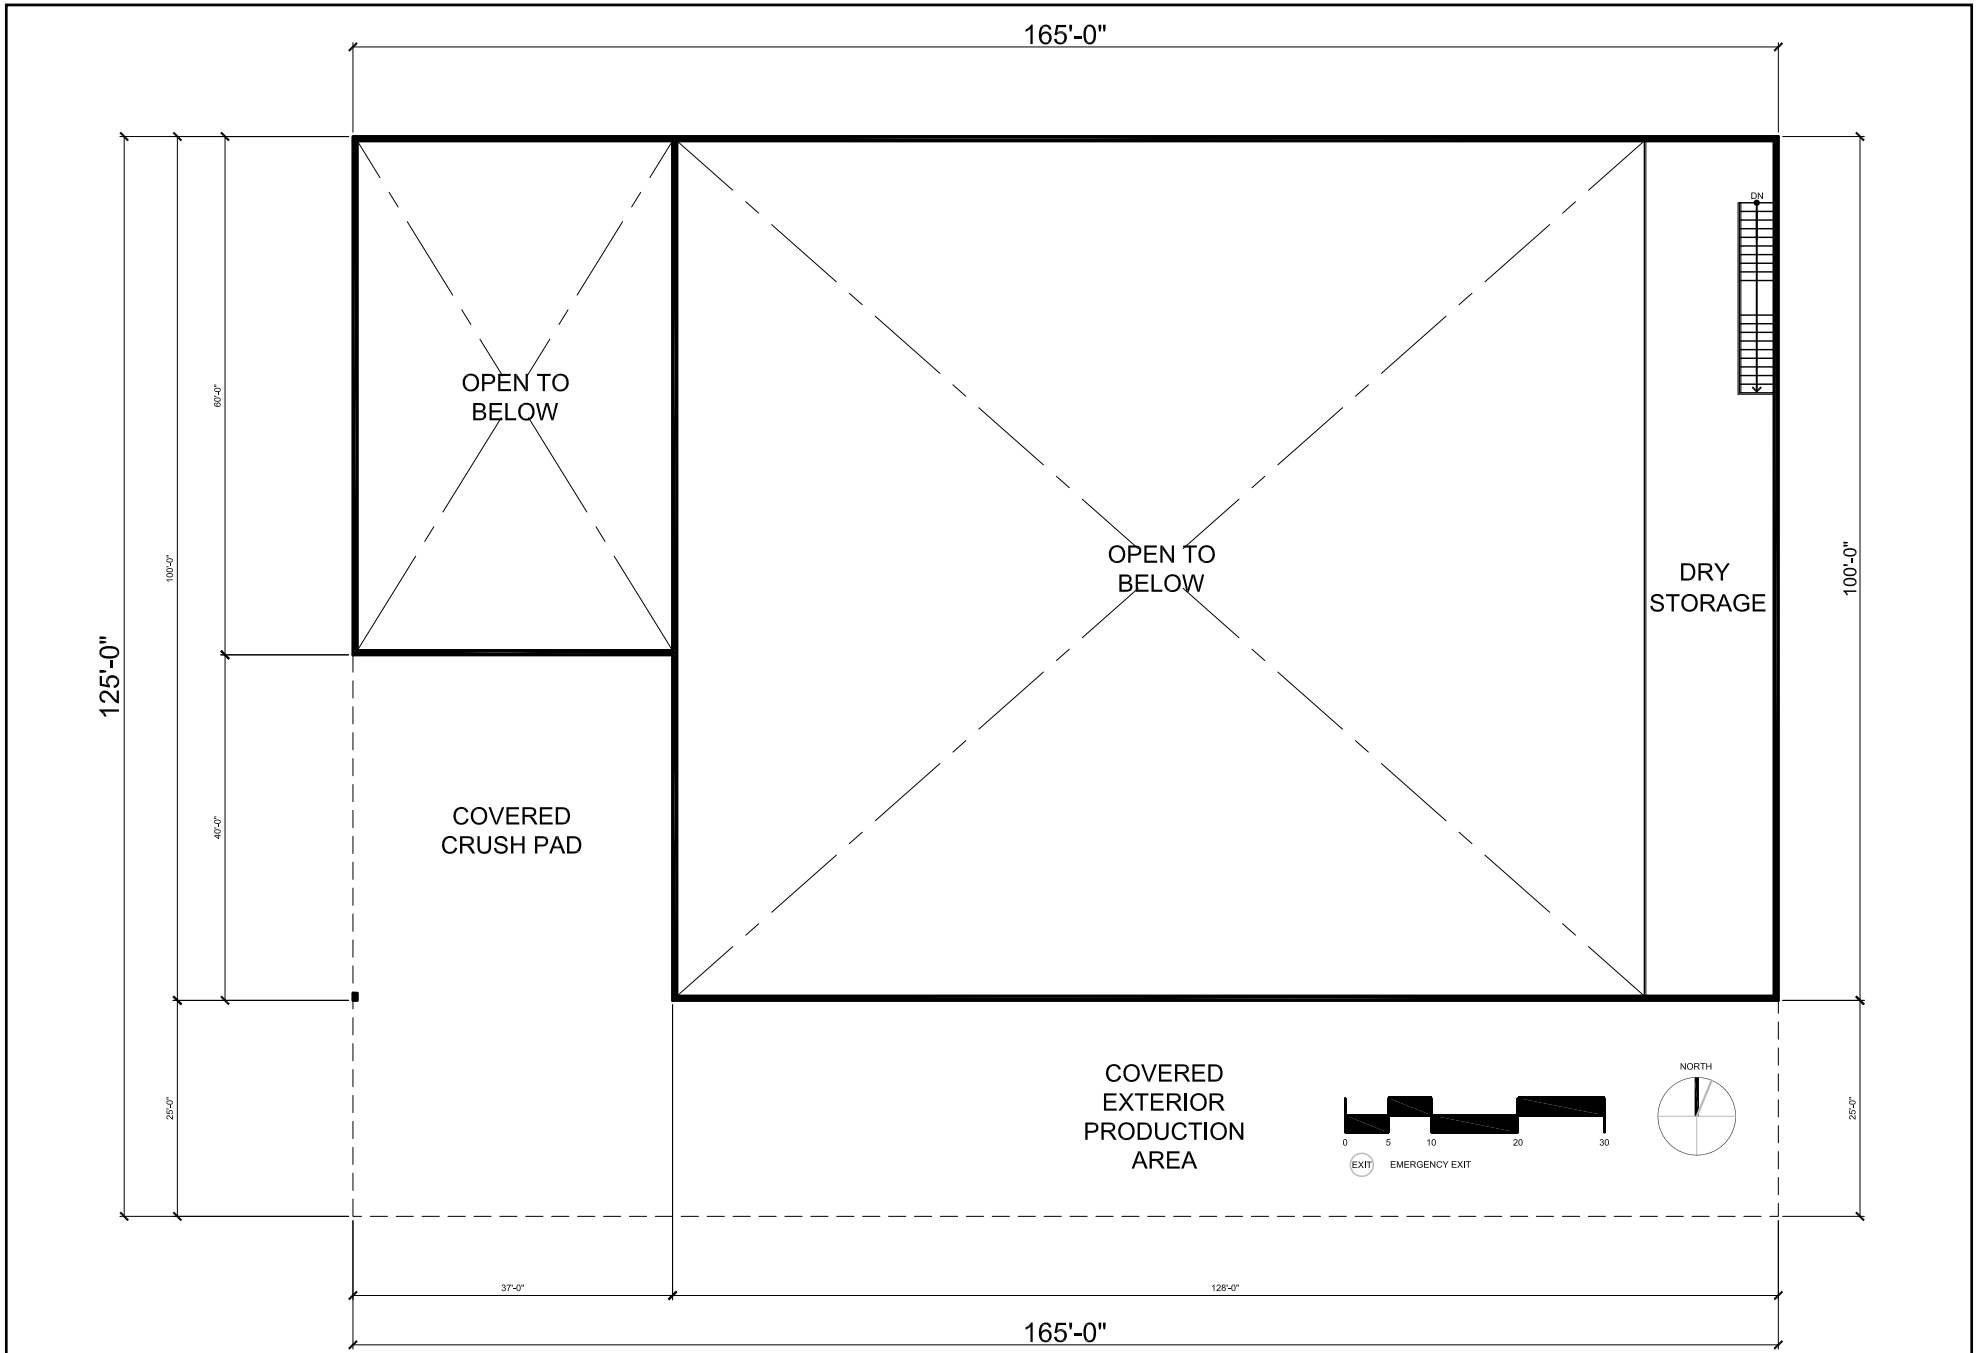 165'-0"
DN
60'-0"
OPEN TO
BELOW
100'-0"
OPEN TO
BELOW
100'-0"
DRY
STORAGE
125'-0"
40'-0"
COVERED
CRUSH PAD
COVERED
EXTERIOR
PRODUCTION
AREA
NORTH
25'-0"
25'-0"
0 5 10 20 30
EXIT EMERGENCY EXIT
37'-0"
128'-0"
165'-0"